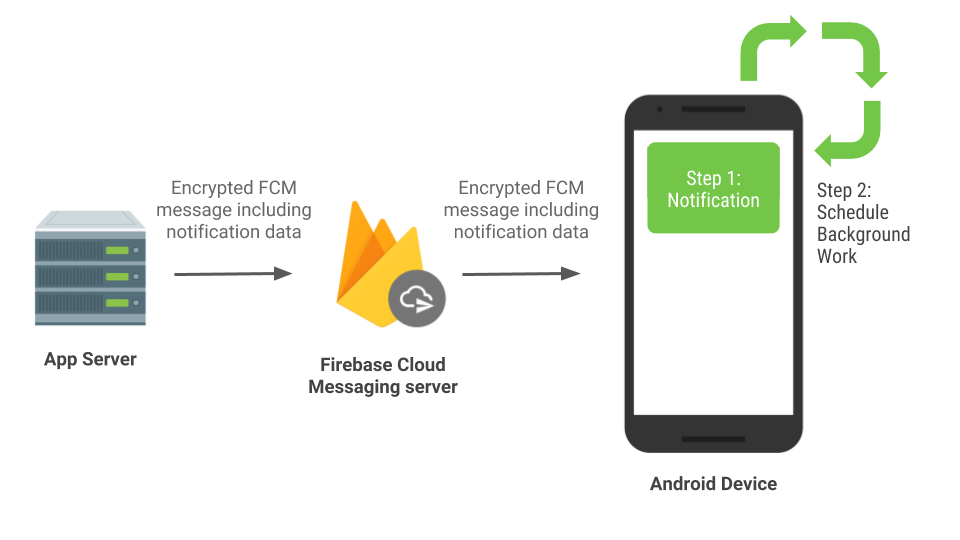 Encrypted FCM
message including
notification data
Encrypted FCM
message including
notification data
Step 1:
Notification
Step 2:
Schedule
Background
Work
App Server
Firebase Cloud
Messaging server
Android Device